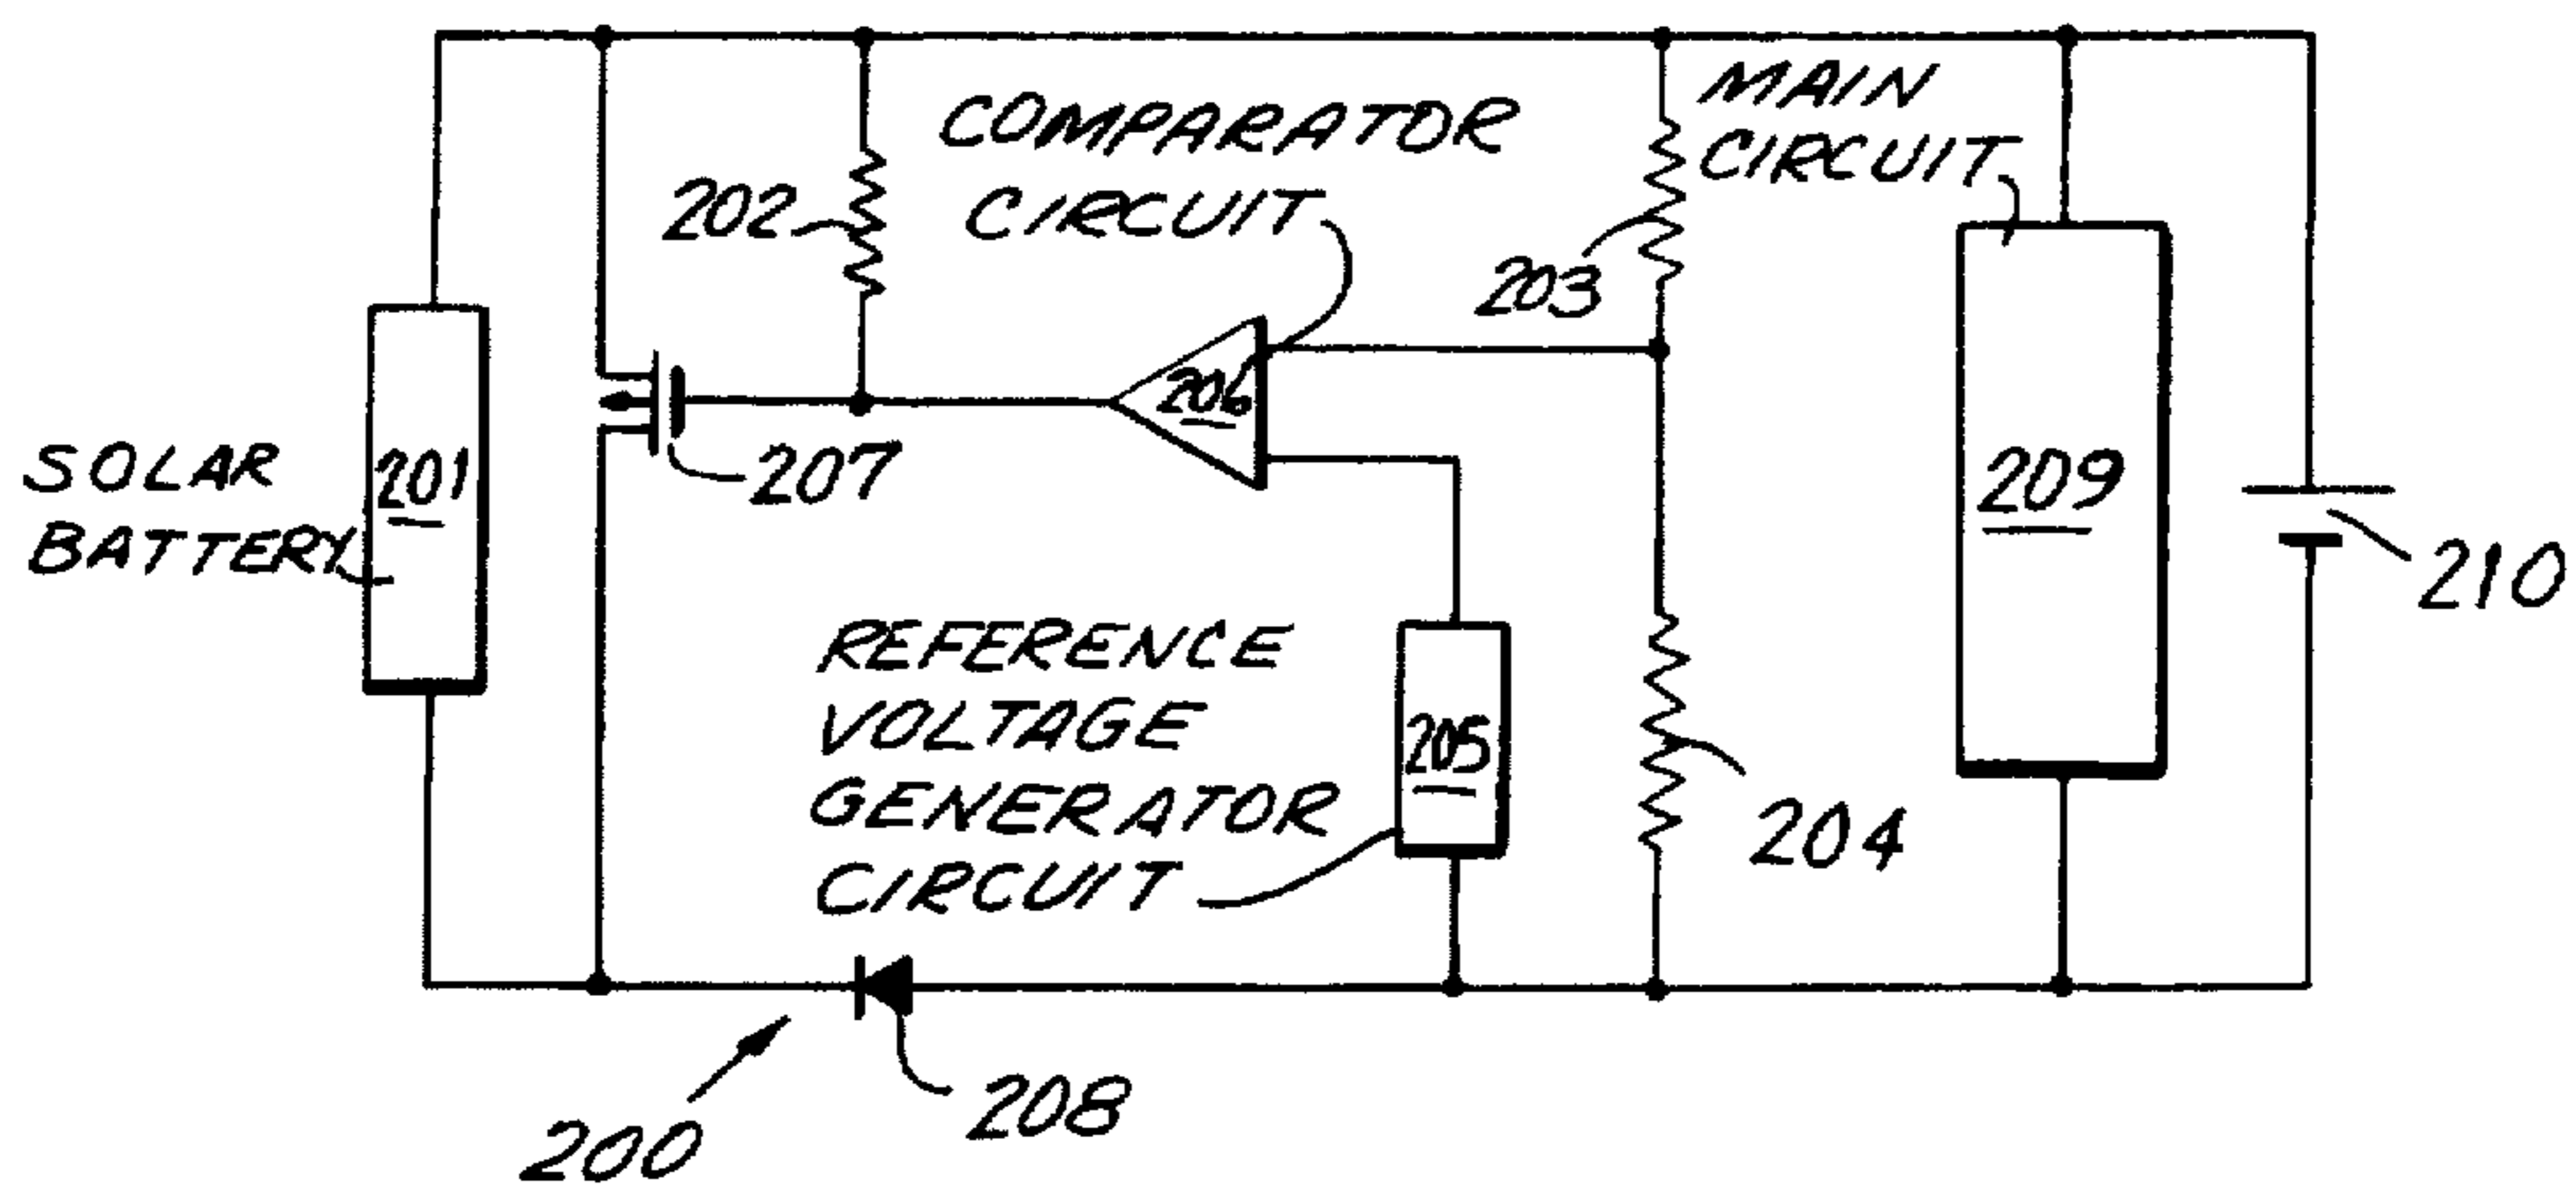 COMPARATOR
CIRCUIT
MAIN
CIRCUIT
202
203
206
207
SOLAR
BATTERY
201
209
210
REFERENCE
VOLTAGE
GENERATOR
CIRCUIT
205
204
208
200